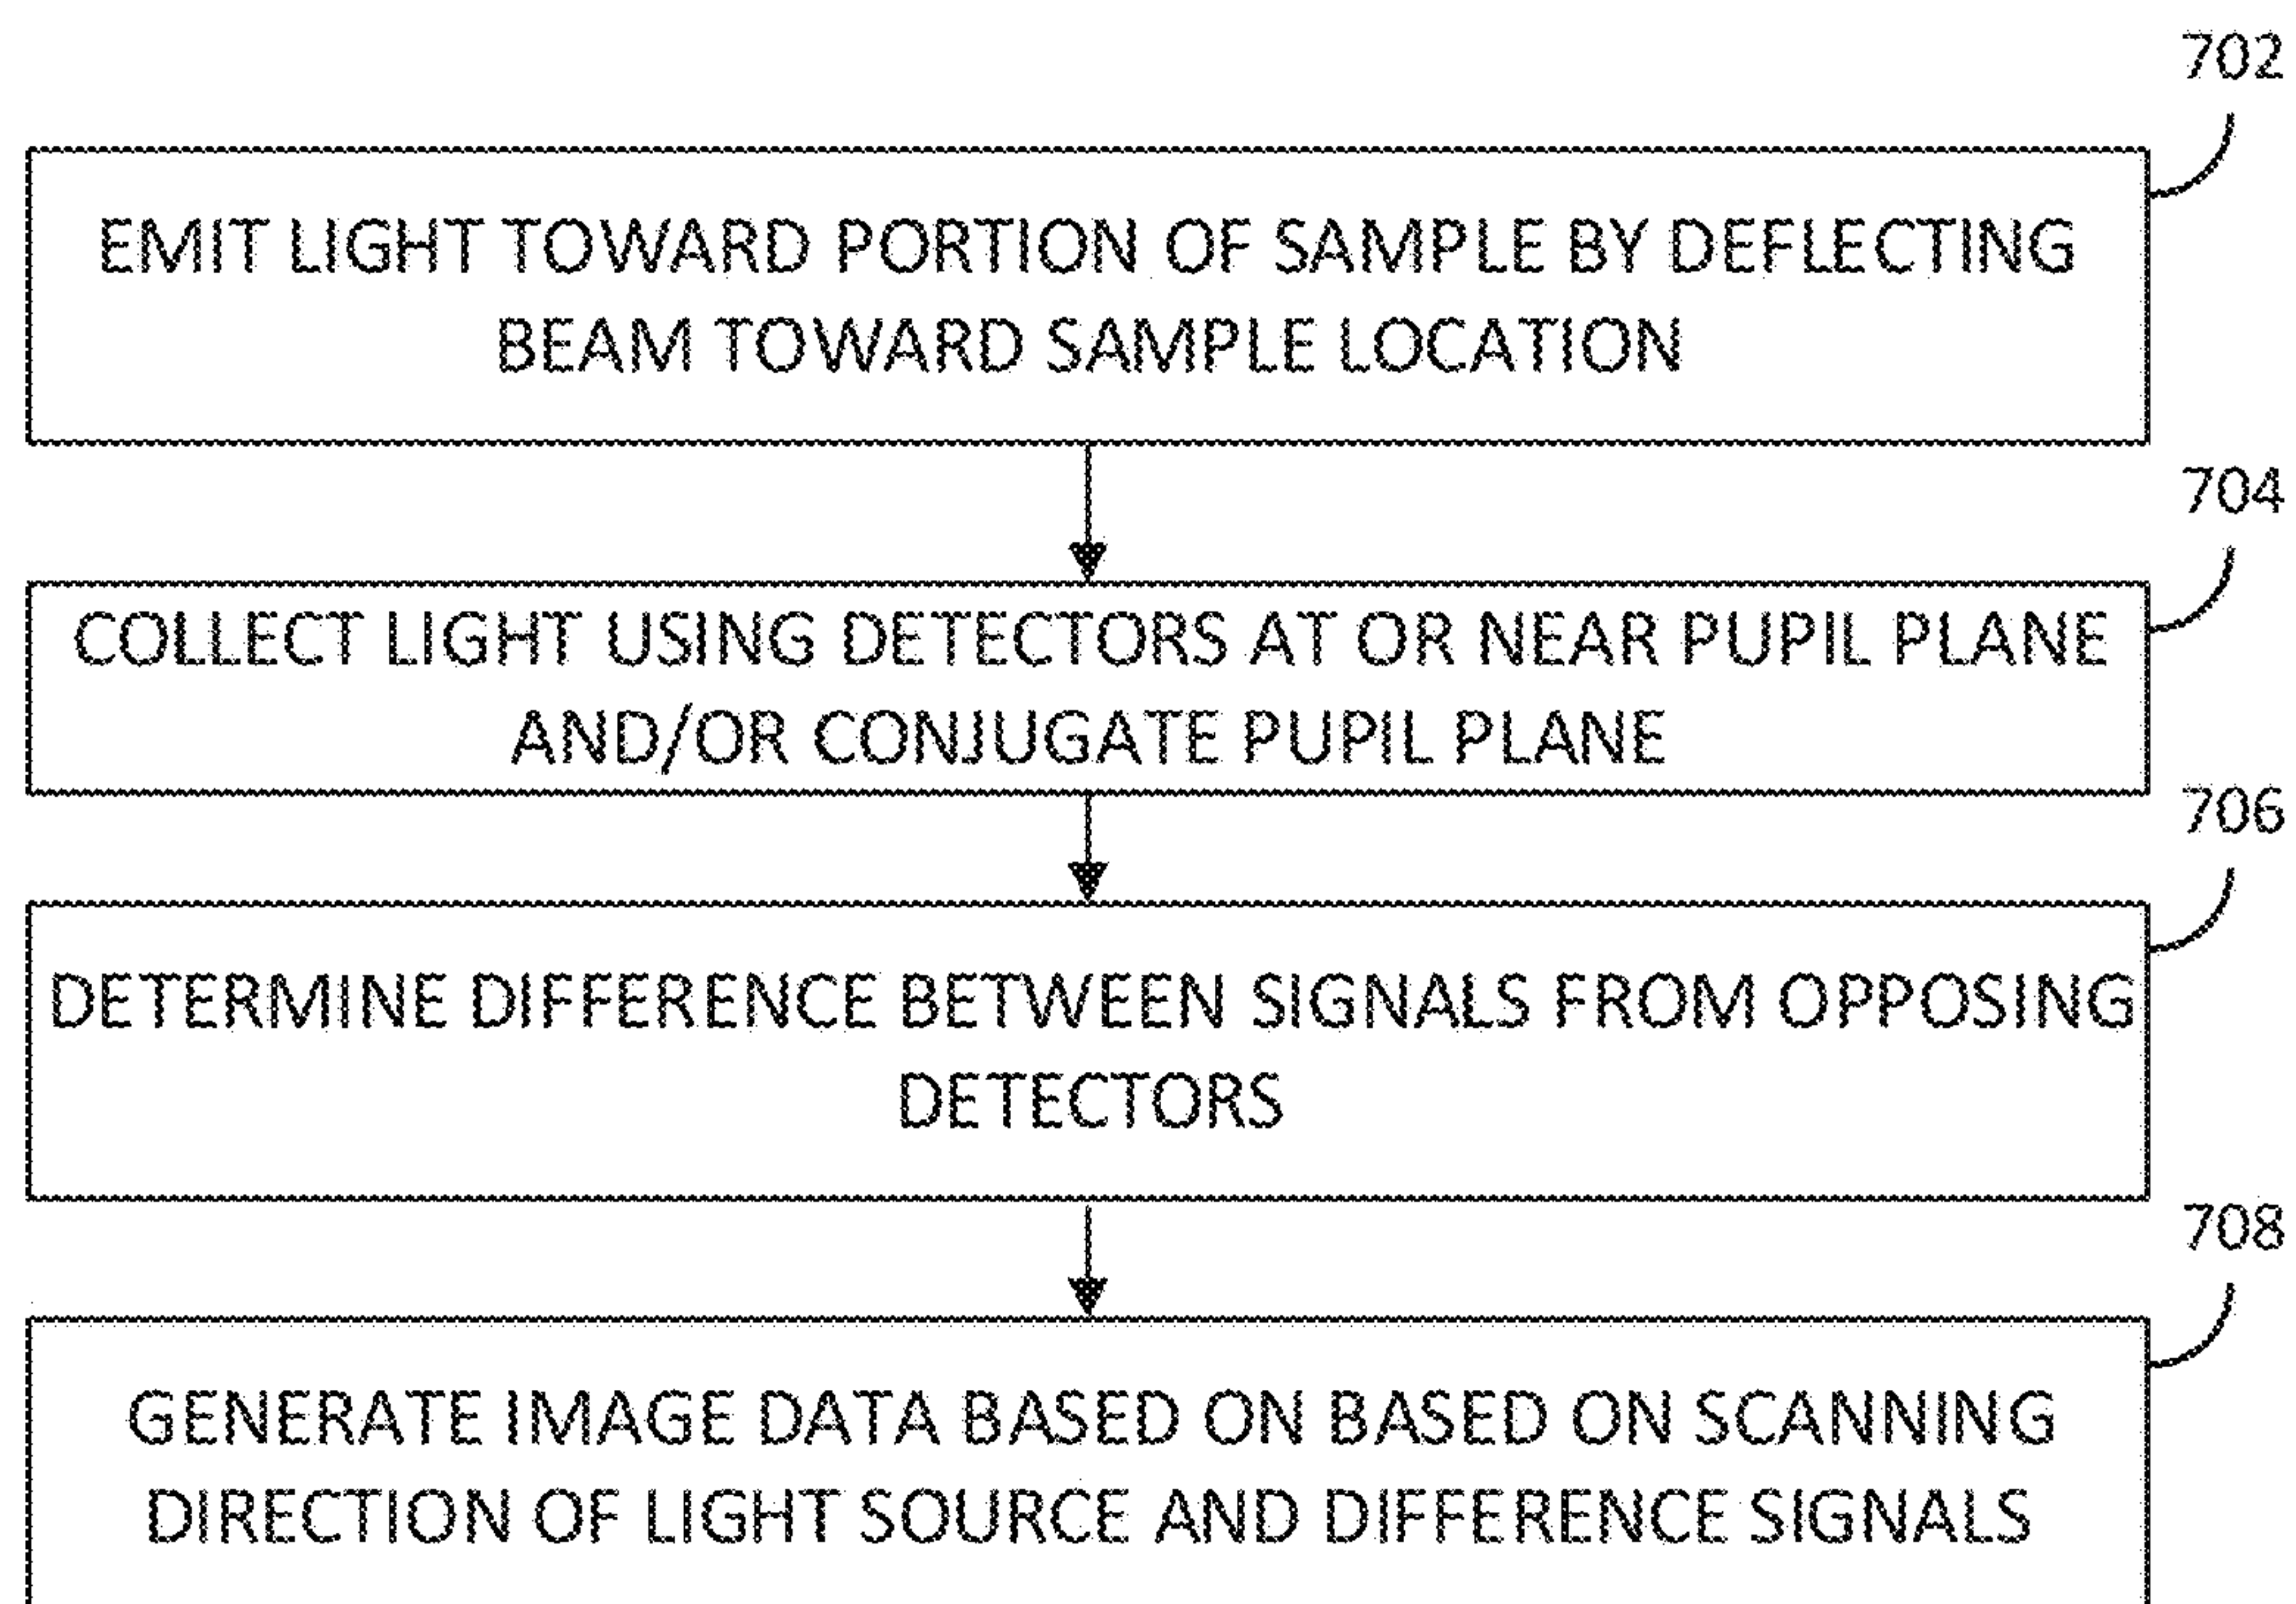 702
EMIT LIGHT TOWARD PORTION OF SAMPLE BY DEFLECTING
BEAM TOWARD SAMPLE LOCATION
704
COLLECT LIGHT USING DETECTORS AT OR NEAR PUPIL PLANE
AND/OR CONJUGATE PUPIL PLANE
706
DETERMINE DIFFERENCE BETWEEN SIGNALS FROM OPPOSING
DETECTORS
708
GENERATE IMAGE DATA BASED ON BASED ON SCANNING
DIRECTION OF LIGHT SOURCE AND DIFFERENCE SIGNALS